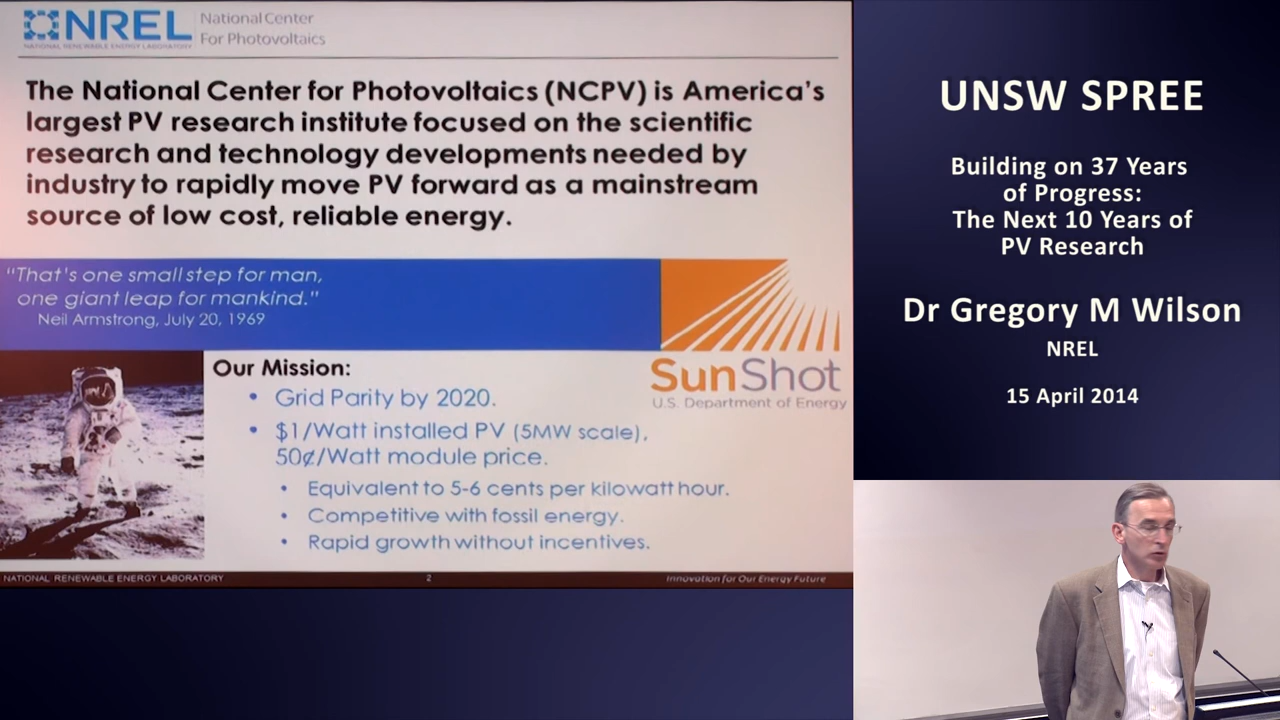 NREL
NATIONAL RENEWABLE ENERGY LABORATORY
National Center
For Photovoltaics
The National Center for Photovoltaics (NCPV) is America's
largest PV research institute focused on the scientific
research and technology developments needed by
industry to rapidly move PV forward as a mainstream
source of low cost, reliable energy.
"That's one small step for man,
one giant leap for mankind."
Neil Armstrong, July 20, 1969
SunShot
U.S. Department of Energy
Our Mission:
• Grid Parity by 2020.
• $1/Watt installed PV (5MW scale),
50¢/Watt module price.
• Equivalent to 5-6 cents per kilowatt hour.
• Competitive with fossil energy.
• Rapid growth without incentives.
NATIONAL RENEWABLE ENERGY LABORATORY
2
Innovation for Our Energy Future
UNSW SPREE
Building on 37 Years
of Progress:
The Next 10 Years of
PV Research
Dr Gregory M Wilson
NREL
15 April 2014